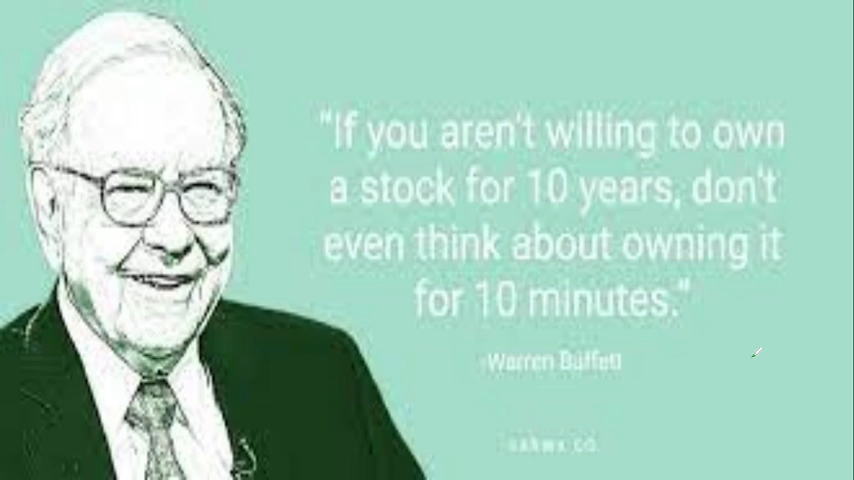 “If you aren't willing to own
a stock for 10 years, don't
even think about owning it
for 10 minutes.”
-Warren Buffett